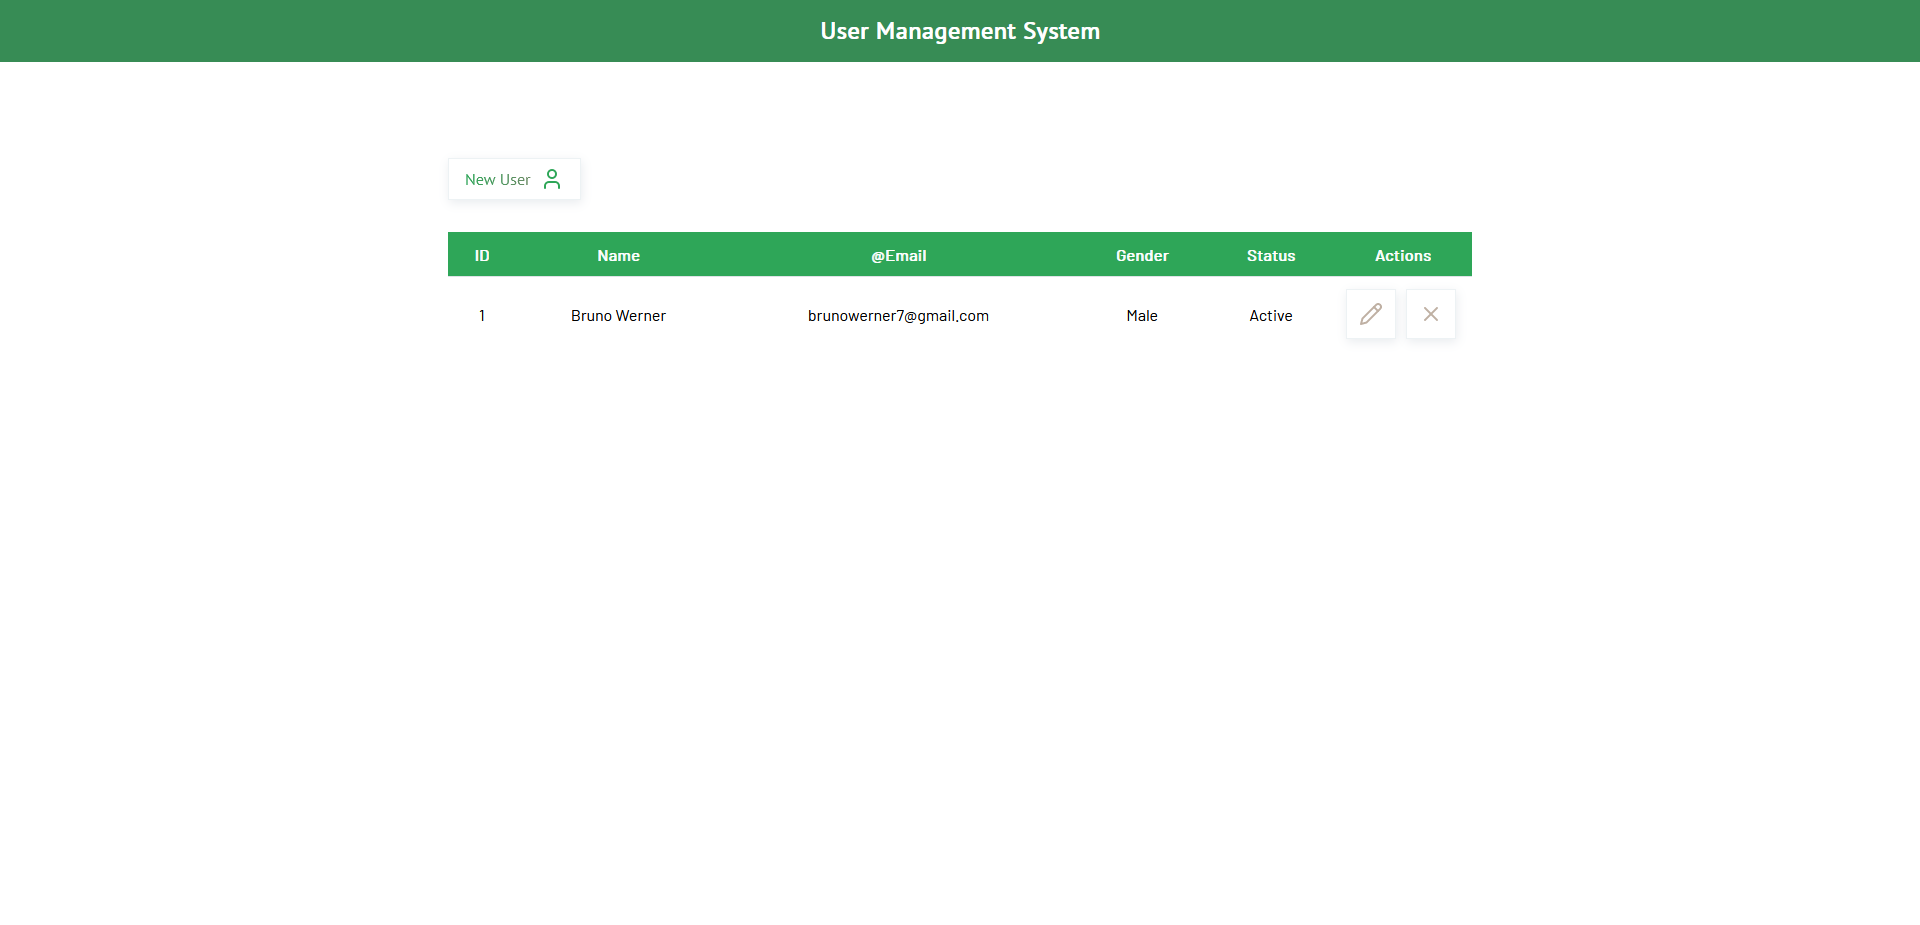 User Management System
New User
ID Name @Email Gender Status Actions
1 Bruno Werner brunowerner7@gmail.com Male Active